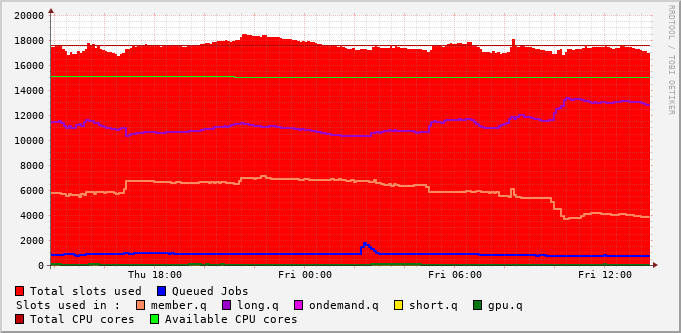 20000
18000
16000
14000
12000
10000
8000
6000
4000
2000
0
Thu 18:00 Fri 00:00 Fri 06:00 Fri 12:00
RRDTOOL / TOBI OETIKER
Total slots used Queued Jobs
Slots used in : member.q long.q ondemand.q short.q gpu.q
Total CPU cores Available CPU cores